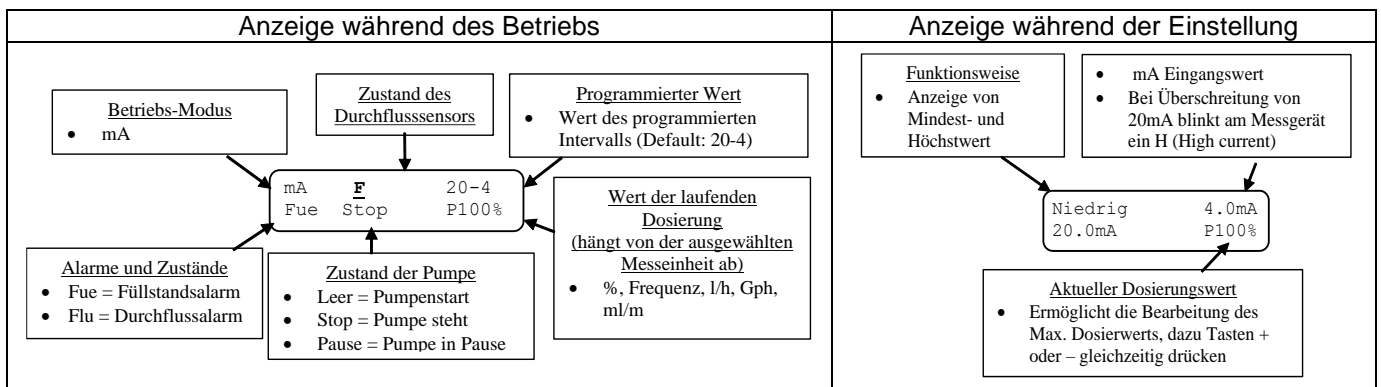 Anzeige während des Betriebs
Anzeige während der Einstellung
Betriebs-Modus
• mA
Zustand des
Durchflusssensors
Programmierter Wert
• Wert des programmierten
Intervalls (Default: 20-4)
mA F 20-4
Fue Stop P100%
Alarme und Zustände
• Fue = Füllstandsalarm
• Flu = Durchflussalarm
Zustand der Pumpe
• Leer = Pumpenstart
• Stop = Pumpe steht
• Pause = Pumpe in Pause
Wert der laufenden
Dosierung
(hängt von der ausgewählten
Messeinheit ab)
• %, Frequenz, l/h, Gph,
ml/m
Funktionsweise
• Anzeige von
Mindest- und
Höchstwert
• mA Eingangswert
• Bei Überschreitung von
20mA blinkt am Messgerät
ein H (High current)
Niedrig 4.0mA
20.0mA P100%
Aktueller Dosierungswert
• Ermöglicht die Bearbeitung des
Max. Dosierwerts, dazu Tasten +
oder – gleichzeitig drücken